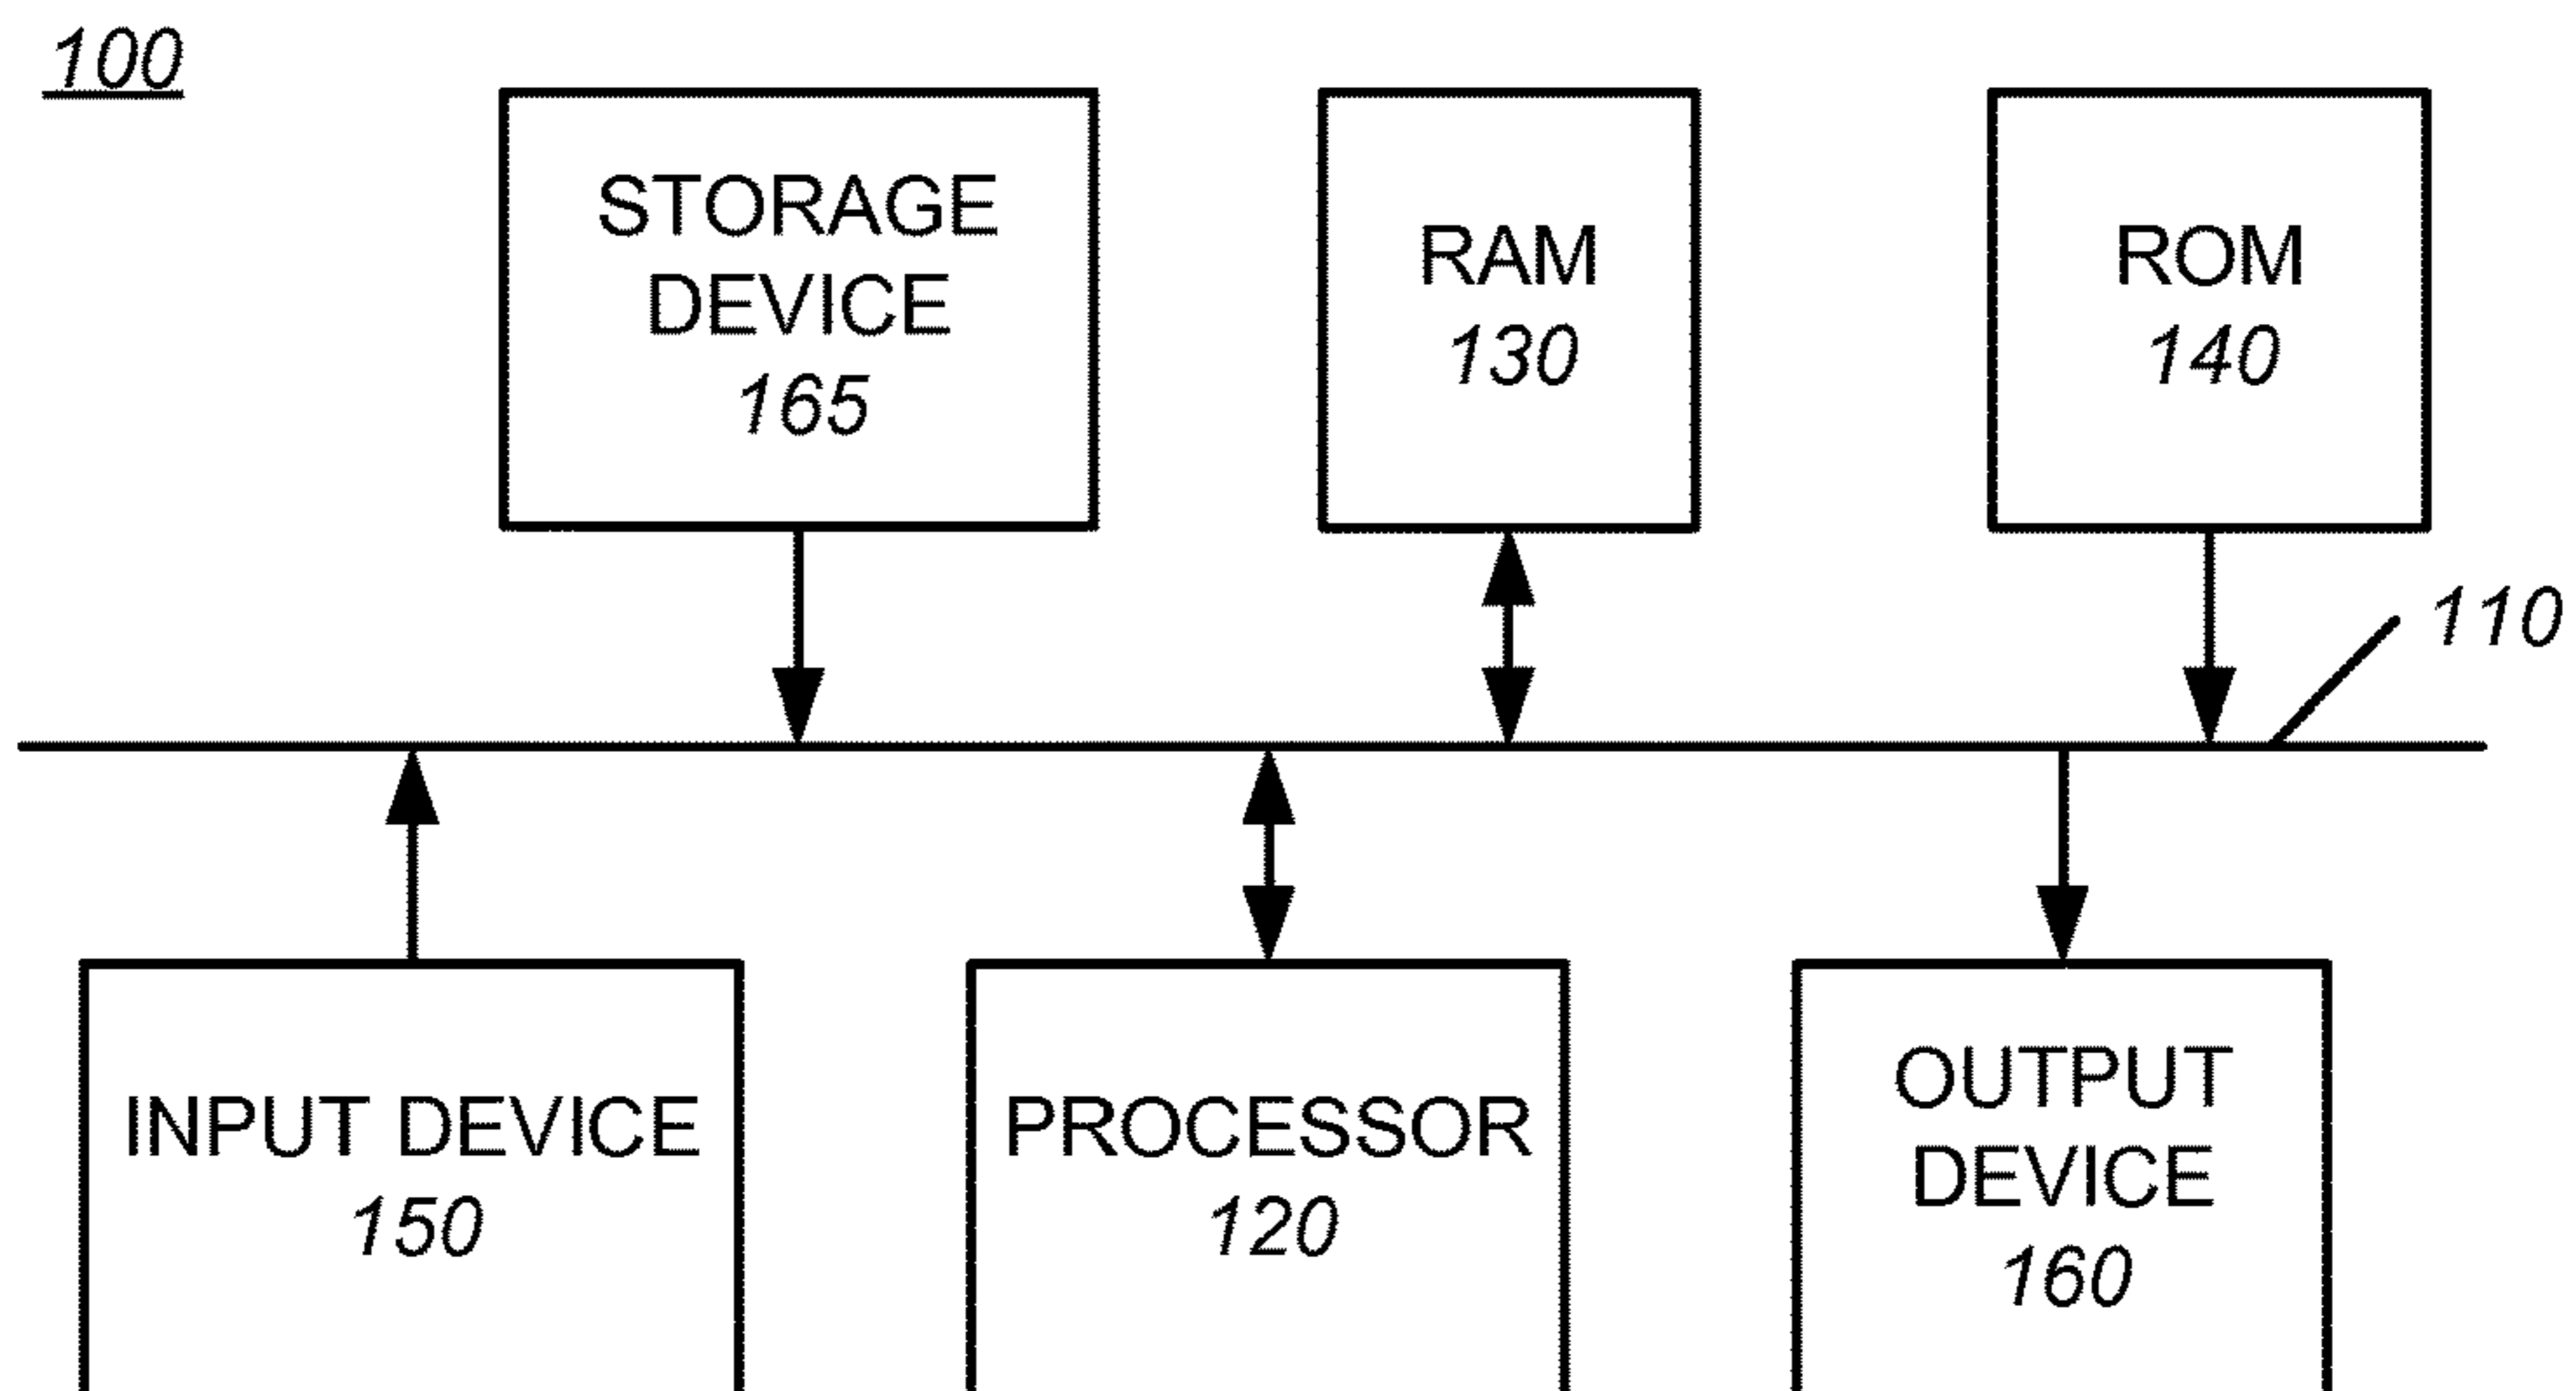 100
STORAGE
DEVICE
165
RAM
130
ROM
140
110
INPUT DEVICE
150
PROCESSOR
120
OUTPUT
DEVICE
160